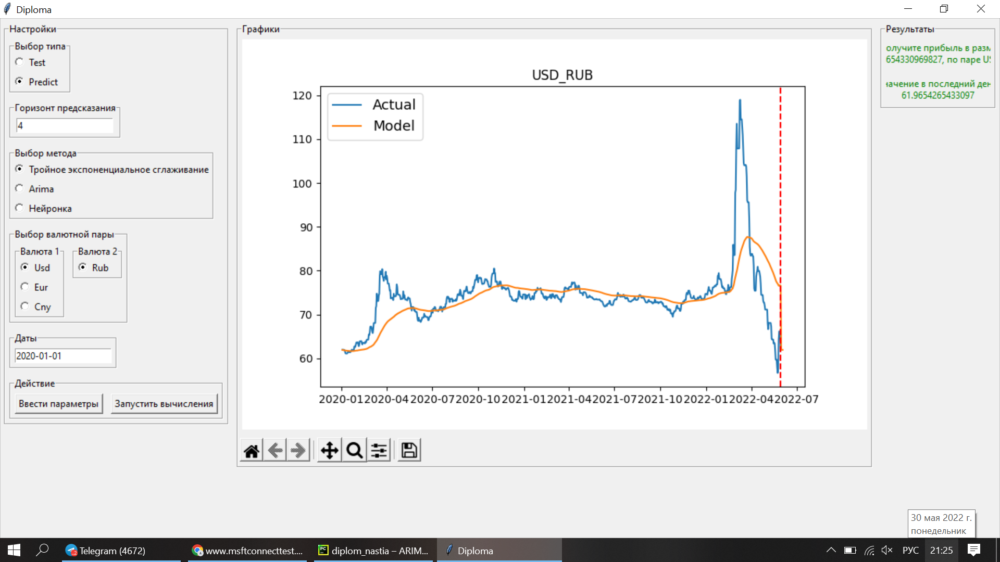 Diploma
Настройки
Выбор типа
Test
Predict
Горизонт предсказания
4
Выбор метода
Тройное экспоненциальное сглаживание
Arima
Нейронка
Выбор валютной пары
Валюта 1
Usd
Eur
Cny
Валюта 2
Rub
Даты
2020-01-01
Действие
Ввести параметры
Запустить вычисления
Графики
USD_RUB
Actual
Model
120
110
100
90
80
70
60
2020-01 2020-04 2020-07 2020-10 2021-01 2021-04 2021-07 2021-10 2022-01 2022-04 2022-07
Результаты
олучите прибыль в разм
654330969827, по паре US
начение в последний ден
61.9654265433097
30 мая 2022 г.
понедельник
Telegram (4672)
www.msftconnecttest....
PC
diplom_nastia – ARIM...
Diploma
РУС
21:25